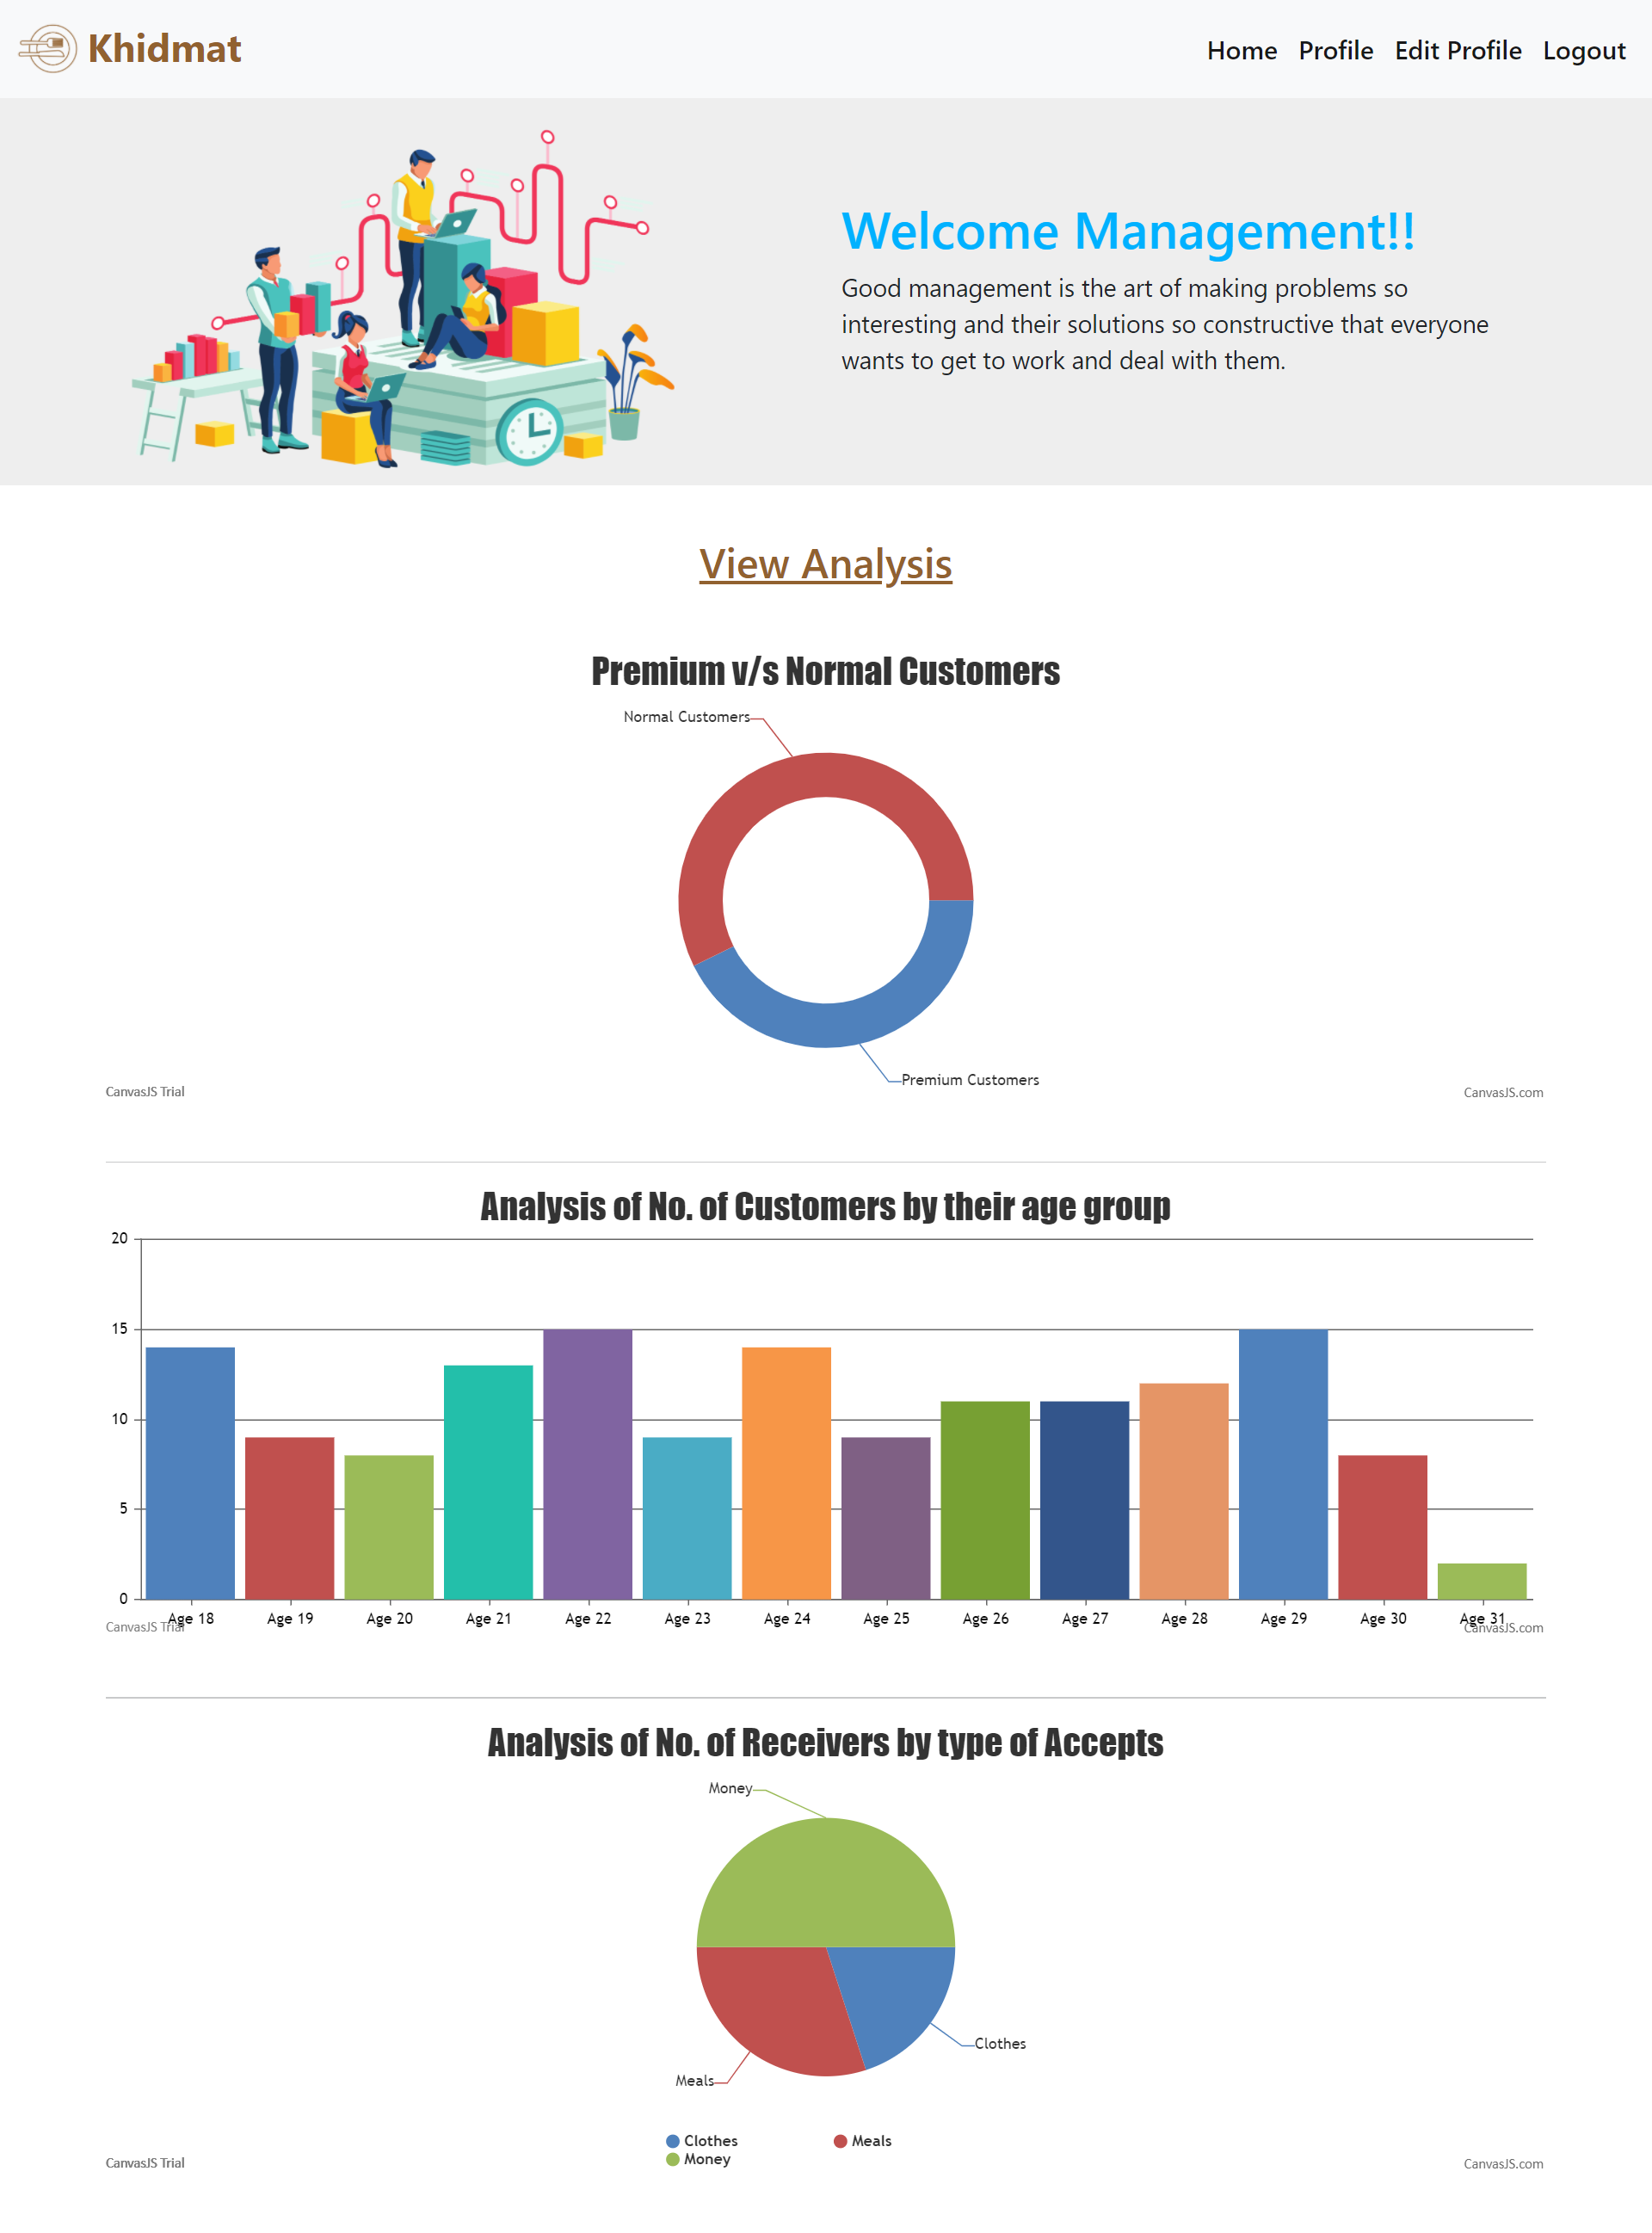 Khidmat
Home Profile Edit Profile Logout
Welcome Management!!
Good management is the art of making problems so
interesting and their solutions so constructive that everyone
wants to get to work and deal with them.
View Analysis
Premium v/s Normal Customers
Normal Customers
Premium Customers
CanvasJS Trial
CanvasJS.com
Analysis of No. of Customers by their age group
20
15
10
5
0
Age 18 Age 19 Age 20 Age 21 Age 22 Age 23 Age 24 Age 25 Age 26 Age 27 Age 28 Age 29 Age 30 Age 31
CanvasJS Trial
CanvasJS.com
Analysis of No. of Receivers by type of Accepts
Money
Clothes
Meals
Clothes Meals
Money
CanvasJS Trial
CanvasJS.com